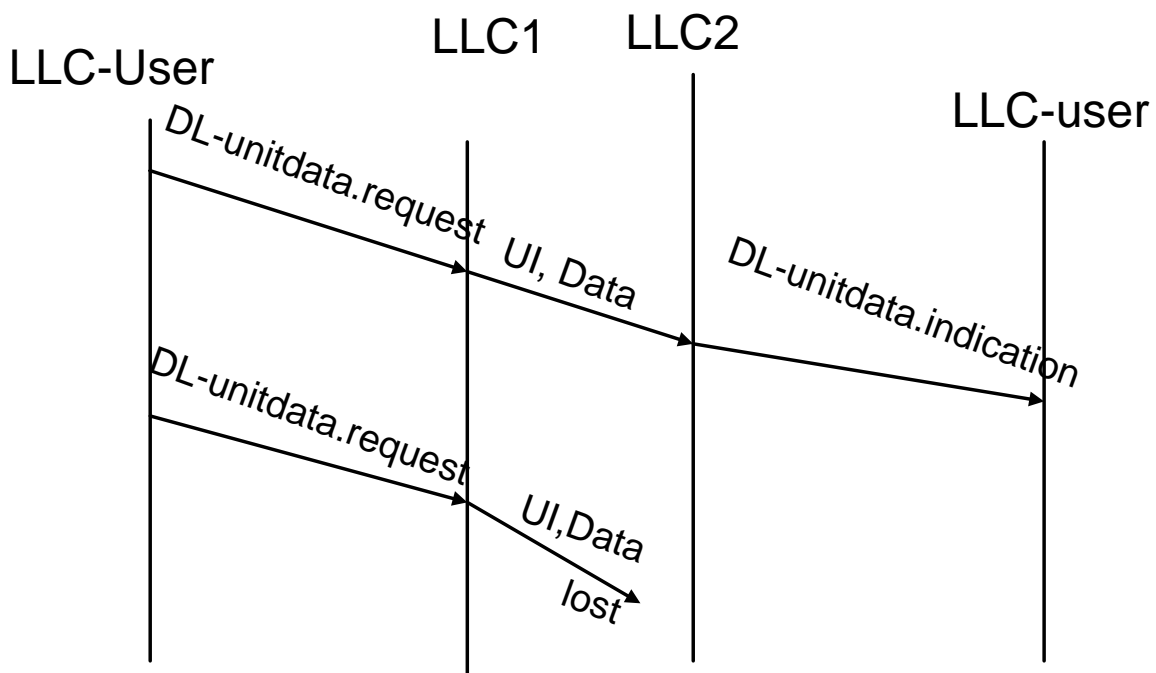 LLC-User
LLC1
LLC2
LLC-user
DL-unitdata.request
UI, Data
DL-unitdata.indication
DL-unitdata.request
UI,Data
lost